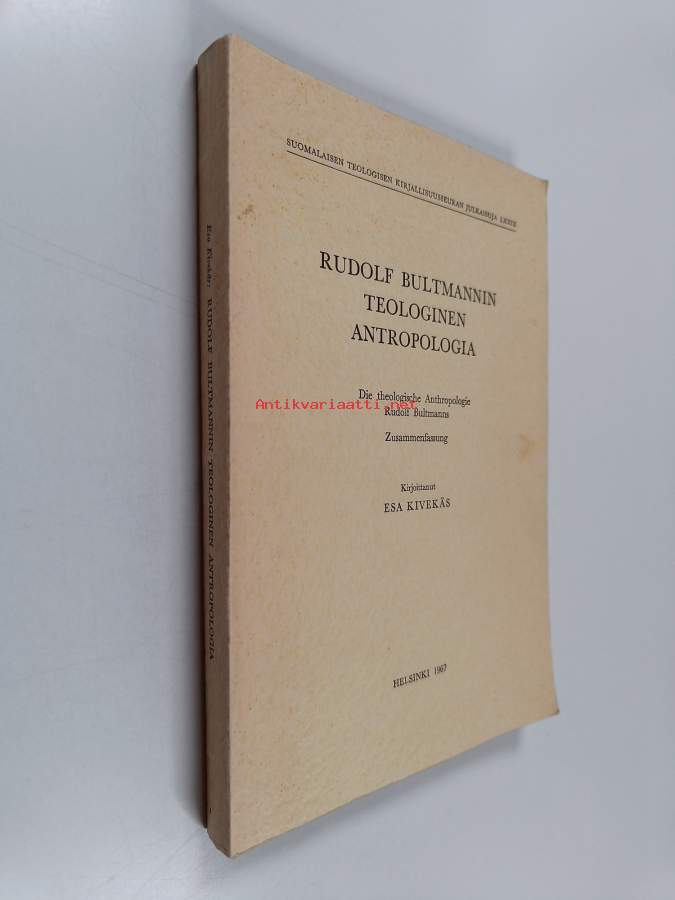 SUOMALAISEN TEOLOGISEN KIRJALLISUUSSEURAN JULKAISUJA
RUDOLF BULTMANNIN
TEOLOGINEN
ANTROPOLOGIA
Die theologische Anthropologie
Rudolf Bultmanns
Zusammenfassung
Kirjoittanut
ESA KIVEKÄS
HELSINKI 1967
Esa Kivekäs: RUDOLF BULTMANNIN TEOLOGINEN ANTROPOLOGIA
Antikvariaatti.net